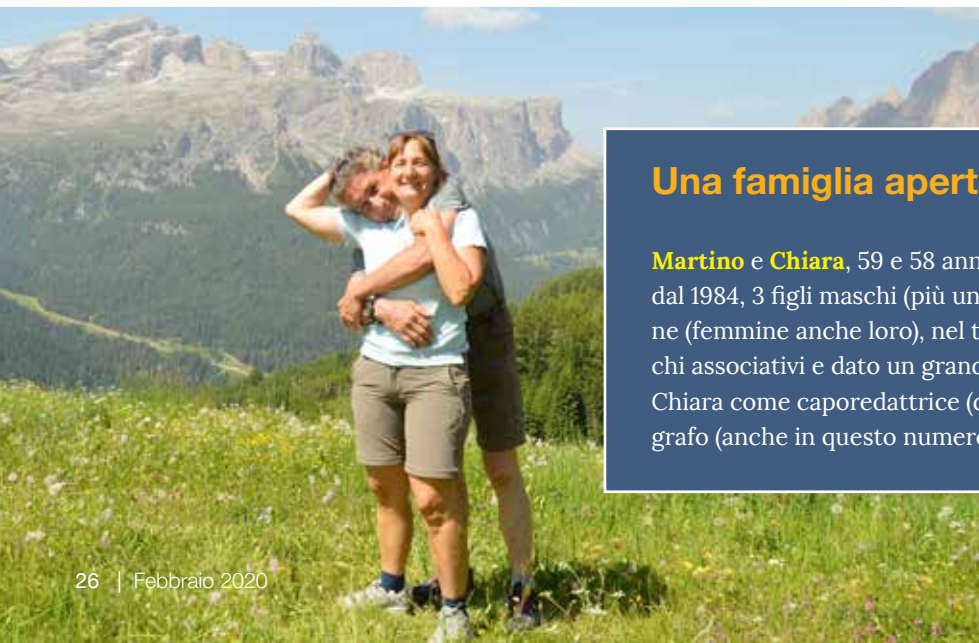 Una famiglia apert
Martino e Chiara, 59 e 58 ann
dal 1984, 3 figli maschi (più un
ne (femmine anche loro), nel t
chi associativi e dato un grand
Chiara come caporedattrice (
grafo (anche in questo numero
26 | Febbraio 2020